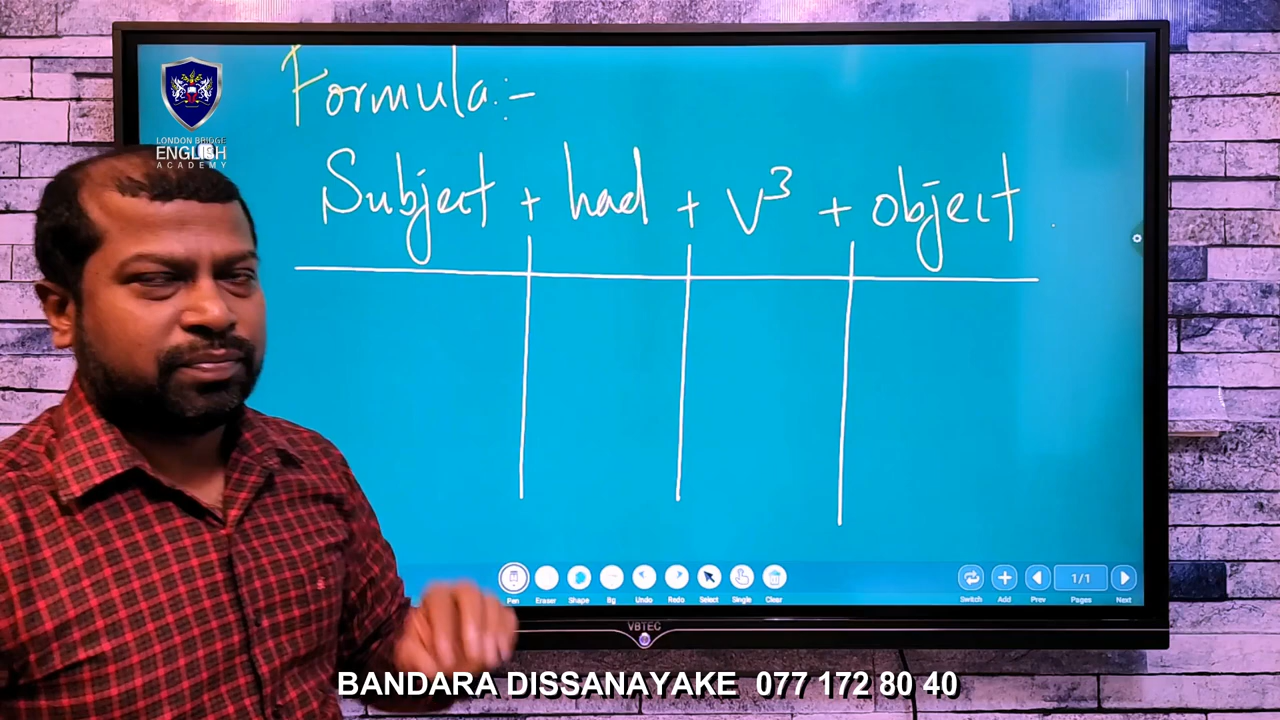 Formula:-
LONDON BRIDGE
ENGLISH
ACADEMY
Subject + had + V³ + object.
Pen Eraser Shape Bg Undo Redo Select Single Clear
Switch Add Prev 1/1 Pages Next
VBTEC
BANDARA DISSANAYAKE 077 172 80 40